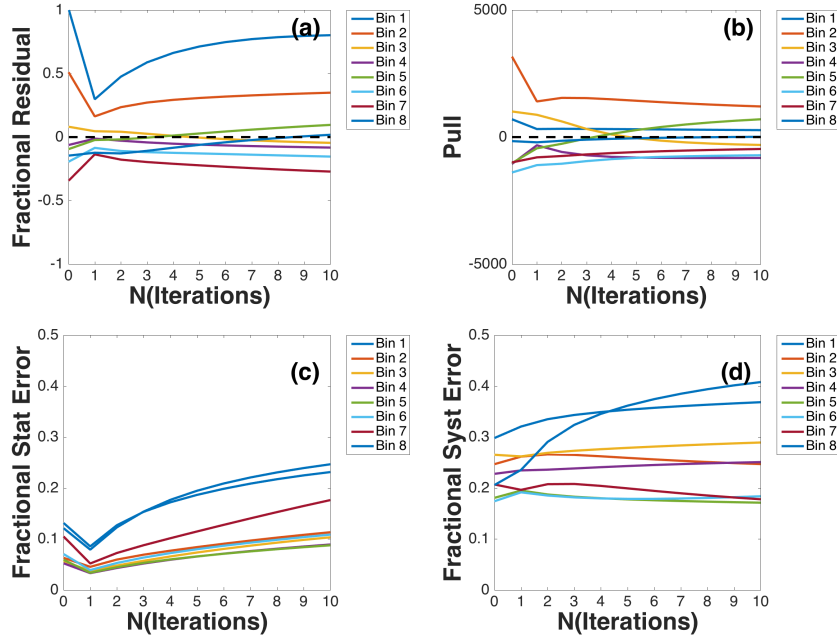 (a)
Fractional Residual
1
0.5
0
-0.5
-1
0 1 2 3 4 5 6 7 8 9 10
N(Iterations)
Bin 1
Bin 2
Bin 3
Bin 4
Bin 5
Bin 6
Bin 7
Bin 8
(b)
Pull
5000
0
-5000
0 1 2 3 4 5 6 7 8 9 10
N(Iterations)
Bin 1
Bin 2
Bin 3
Bin 4
Bin 5
Bin 6
Bin 7
Bin 8
(c)
Fractional Stat Error
0.5
0.4
0.3
0.2
0.1
0
0 1 2 3 4 5 6 7 8 9 10
N(Iterations)
Bin 1
Bin 2
Bin 3
Bin 4
Bin 5
Bin 6
Bin 7
Bin 8
(d)
Fractional Syst Error
0.5
0.4
0.3
0.2
0.1
0
0 1 2 3 4 5 6 7 8 9 10
N(Iterations)
Bin 1
Bin 2
Bin 3
Bin 4
Bin 5
Bin 6
Bin 7
Bin 8